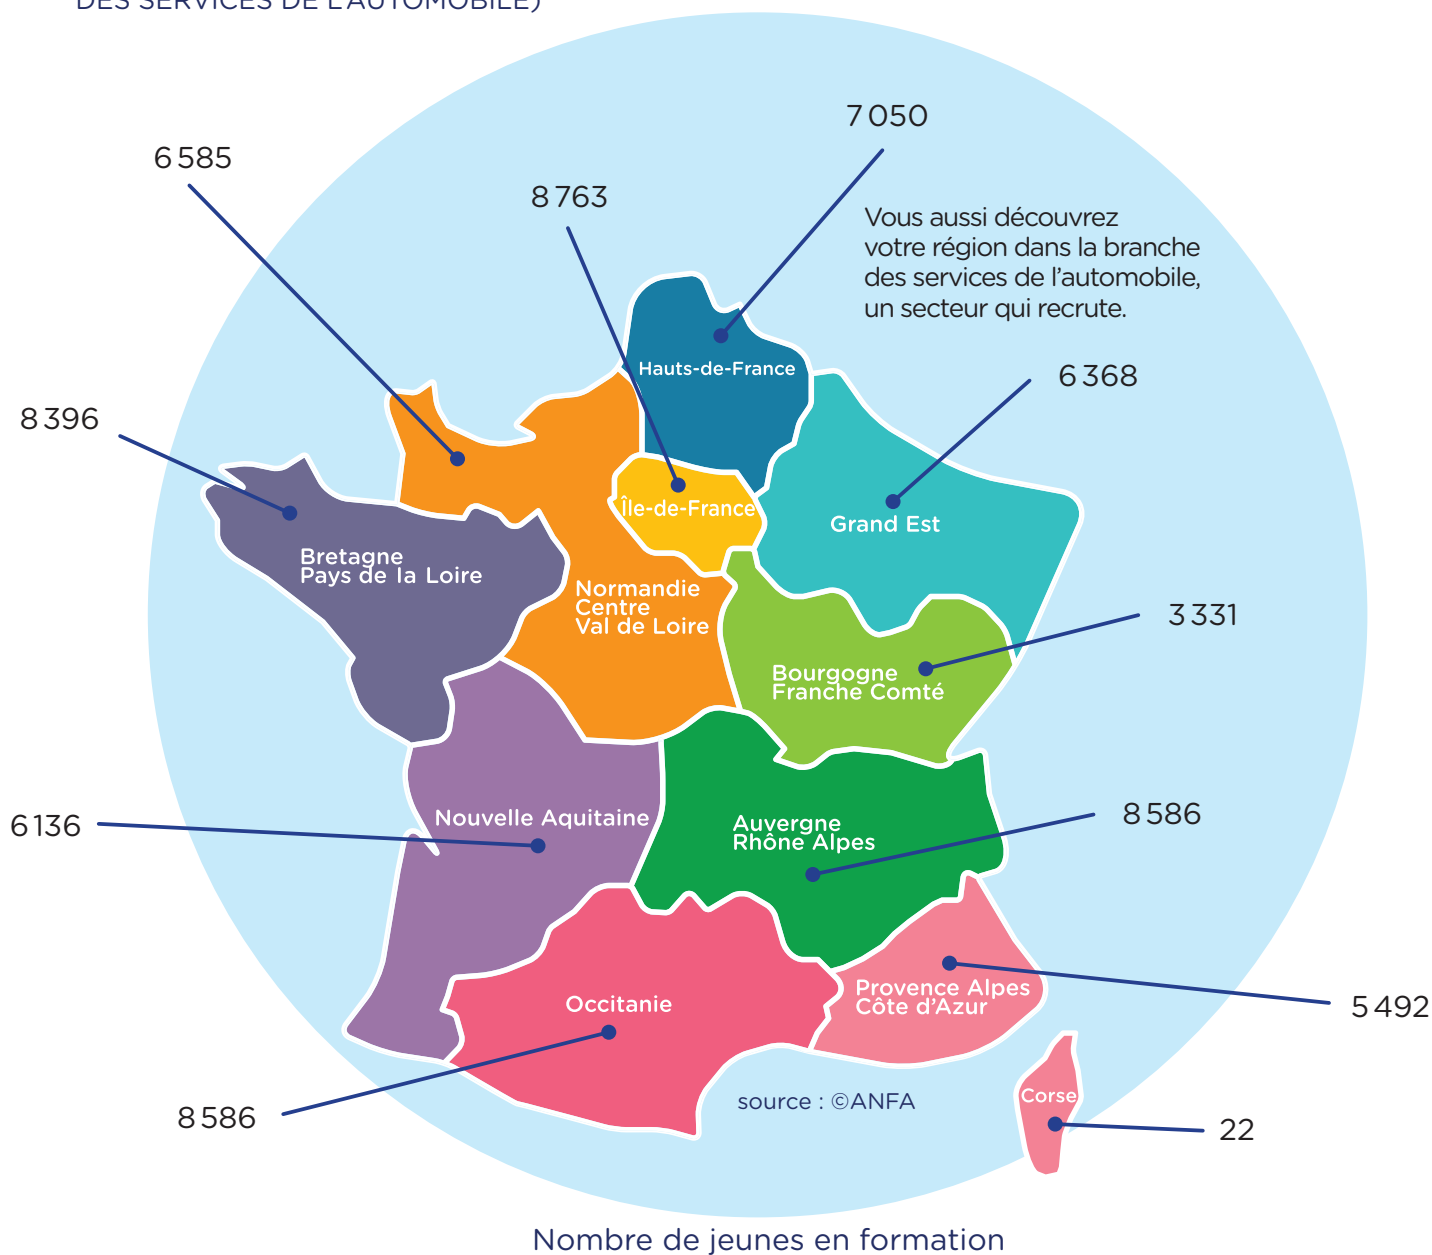 DES SERVICES DE L'AUTOMOBILE)
7 050
6 585
8 763
Vous aussi découvrez
votre région dans la branche
des services de l'automobile,
un secteur qui recrute.
Hauts-de-France
6 368
8 396
Île-de-France
Grand Est
Bretagne
Pays de la Loire
Normandie
Centre
Val de Loire
3 331
Bourgogne
Franche Comté
6 136
Nouvelle Aquitaine
Auvergne
Rhône Alpes
8 586
Occitanie
Provence Alpes
Côte d'Azur
5 492
8 586
source : ©ANFA
Corse
22
Nombre de jeunes en formation